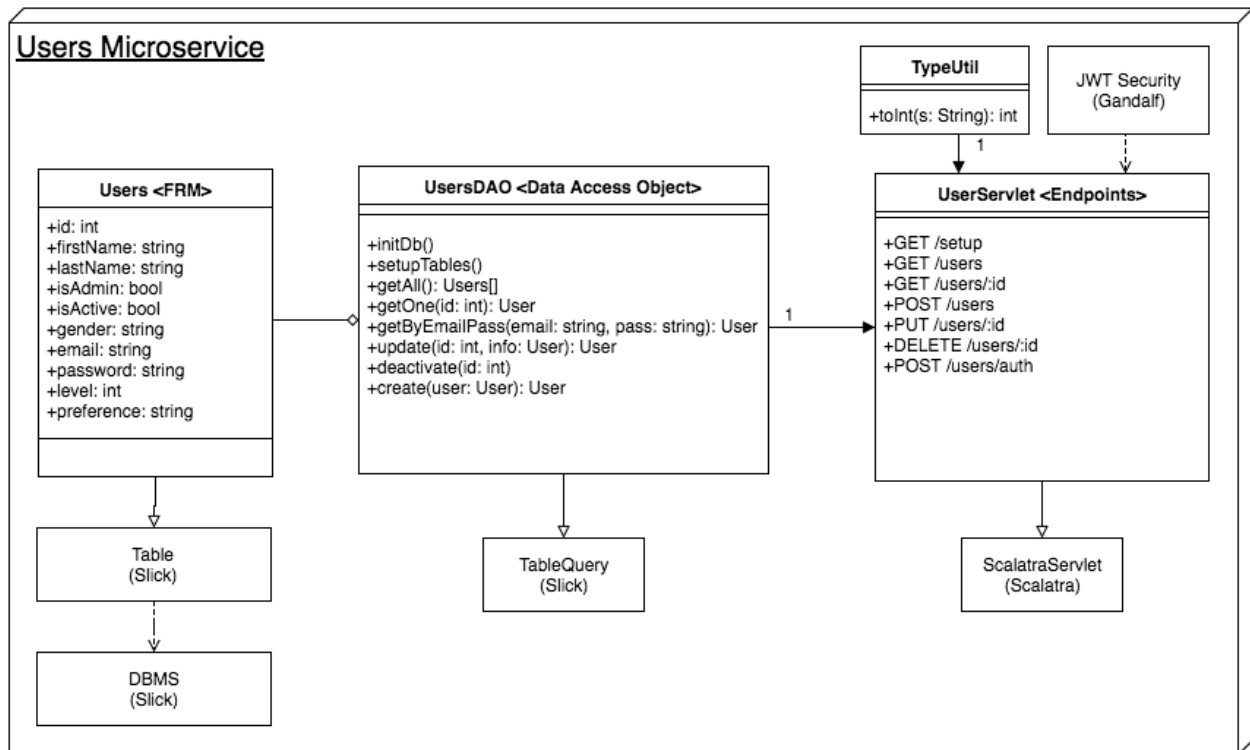 Users Microservice
TypeUtil
+toInt(s: String): int
JWT Security
(Gandalf)
1
Users <FRM>
+id: int
+firstName: string
+lastName: string
+isAdmin: bool
+isActive: bool
+gender: string
+email: string
+password: string
+level: int
+preference: string
UsersDAO <Data Access Object>
+initDb()
+setupTables()
+getAll(): Users[]
+getOne(id: int): User
+getByEmailPass(email: string, pass: string): User
+update(id: int, info: User): User
+deactivate(id: int)
+create(user: User): User
1
UserServlet <Endpoints>
+GET /setup
+GET /users
+GET /users/:id
+POST /users
+PUT /users/:id
+DELETE /users/:id
+POST /users/auth
Table
(Slick)
TableQuery
(Slick)
ScalatraServlet
(Scalatra)
DBMS
(Slick)